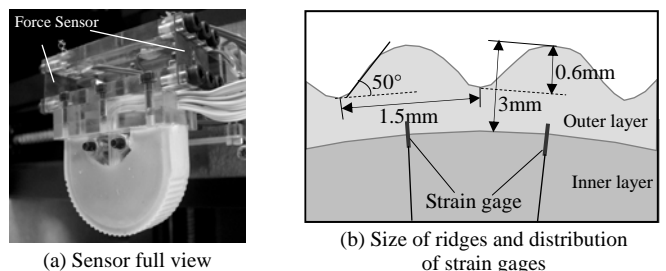 Force Sensor
50°
0.6mm
3mm
1.5mm
Outer layer
Strain gage
Inner layer
(a) Sensor full view
(b) Size of ridges and distribution
of strain gages